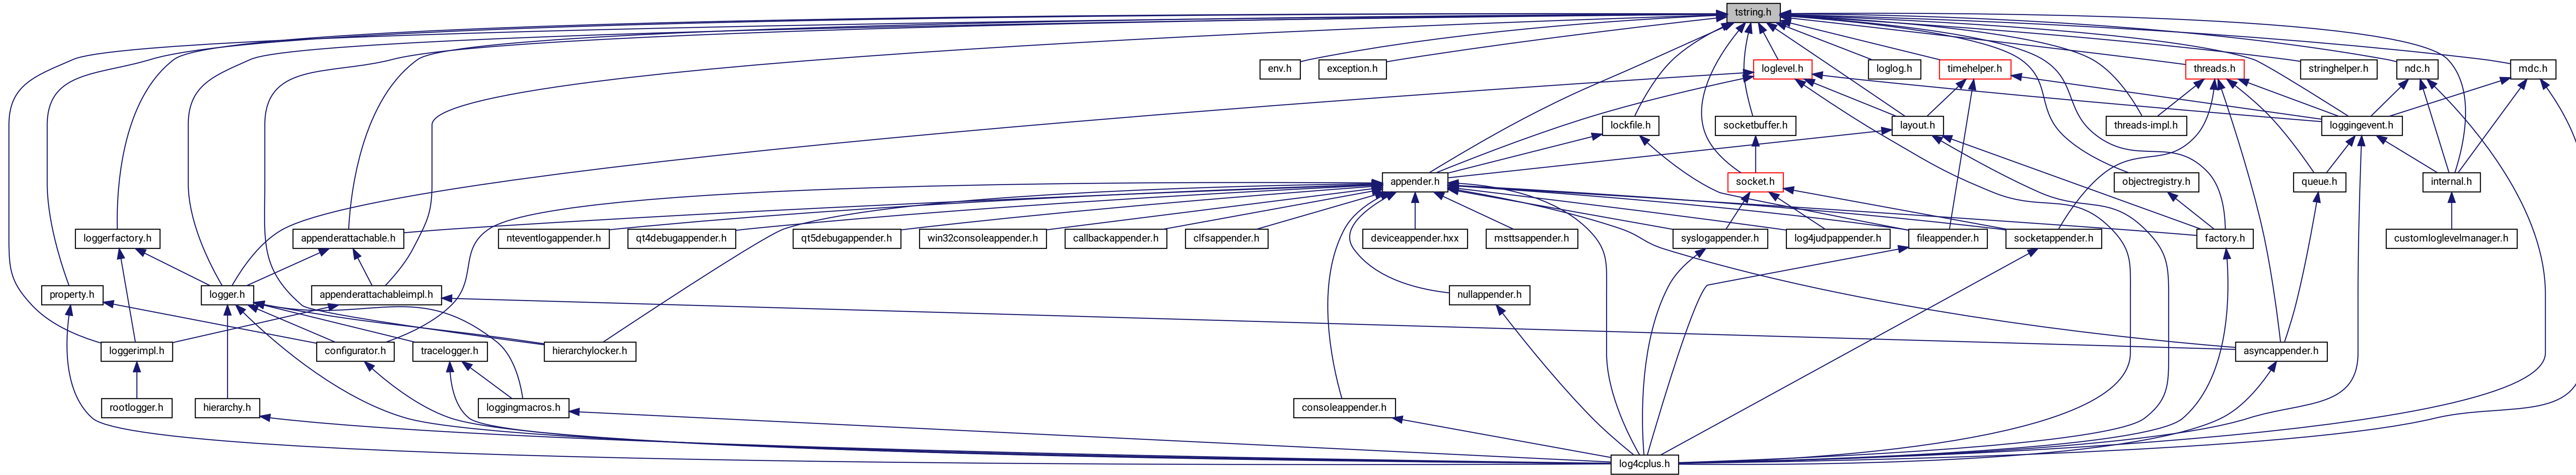 tstring.h
env.h
exception.h
loglevel.h
loglog.h
timehelper.h
threads.h
stringhelper.h
ndc.h
mdc.h
lockfile.h
socketbuffer.h
layout.h
threads-impl.h
loggingevent.h
appender.h
socket.h
objectregistry.h
queue.h
internal.h
loggerfactory.h
appenderattachable.h
nteventlogappender.h
qt4debugappender.h
qt5debugappender.h
win32consoleappender.h
callbackappender.h
clfsappender.h
deviceappender.hxx
msttsappender.h
syslogappender.h
log4judpappender.h
fileappender.h
socketappender.h
factory.h
customloglevelmanager.h
property.h
logger.h
appenderattachableimpl.h
nullappender.h
loggerimpl.h
configurator.h
tracelogger.h
hierarchylocker.h
asyncappender.h
rootlogger.h
hierarchy.h
loggingmacros.h
consoleappender.h
log4cplus.h